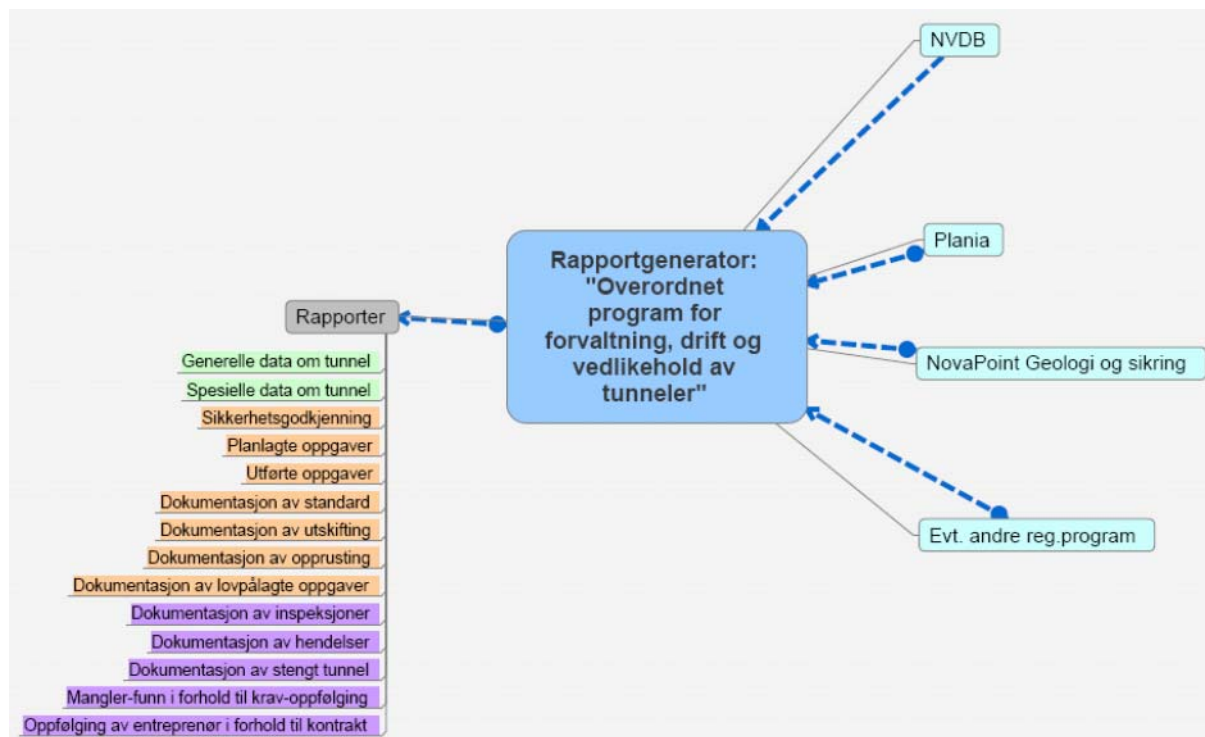 NVDB
Plania
Rapportgenerator:
"Overordnet
program for
forvaltning, drift og
vedlikehold av
tunneler"
NovaPoint Geologi og sikring
Evt. andre reg.program
Rapporter
Generelle data om tunnel
Spesielle data om tunnel
Sikkerhetsgodkjenning
Planlagte oppgaver
Utførte oppgaver
Dokumentasjon av standard
Dokumentasjon av utskifting
Dokumentasjon av opprusting
Dokumentasjon av lovpålagte oppgaver
Dokumentasjon av inspeksjoner
Dokumentasjon av hendelser
Dokumentasjon av stengt tunnel
Mangler-funn i forhold til krav-oppfølging
Oppfølging av entreprenør i forhold til kontrakt